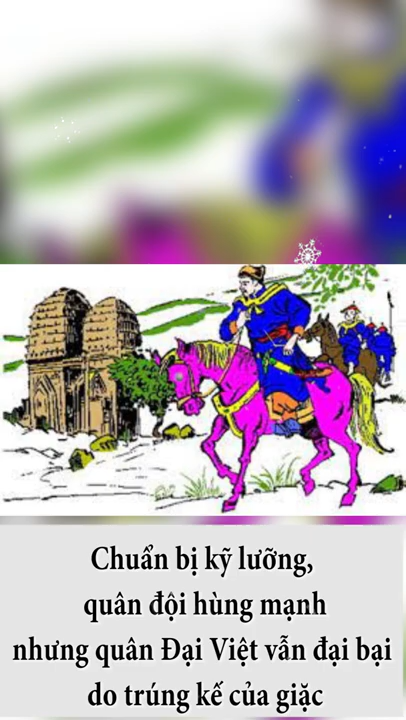 Chuẩn bị kỹ lưỡng,
quân đội hùng mạnh
nhưng quân Đại Việt vẫn đại bại
do trúng kế của giặc